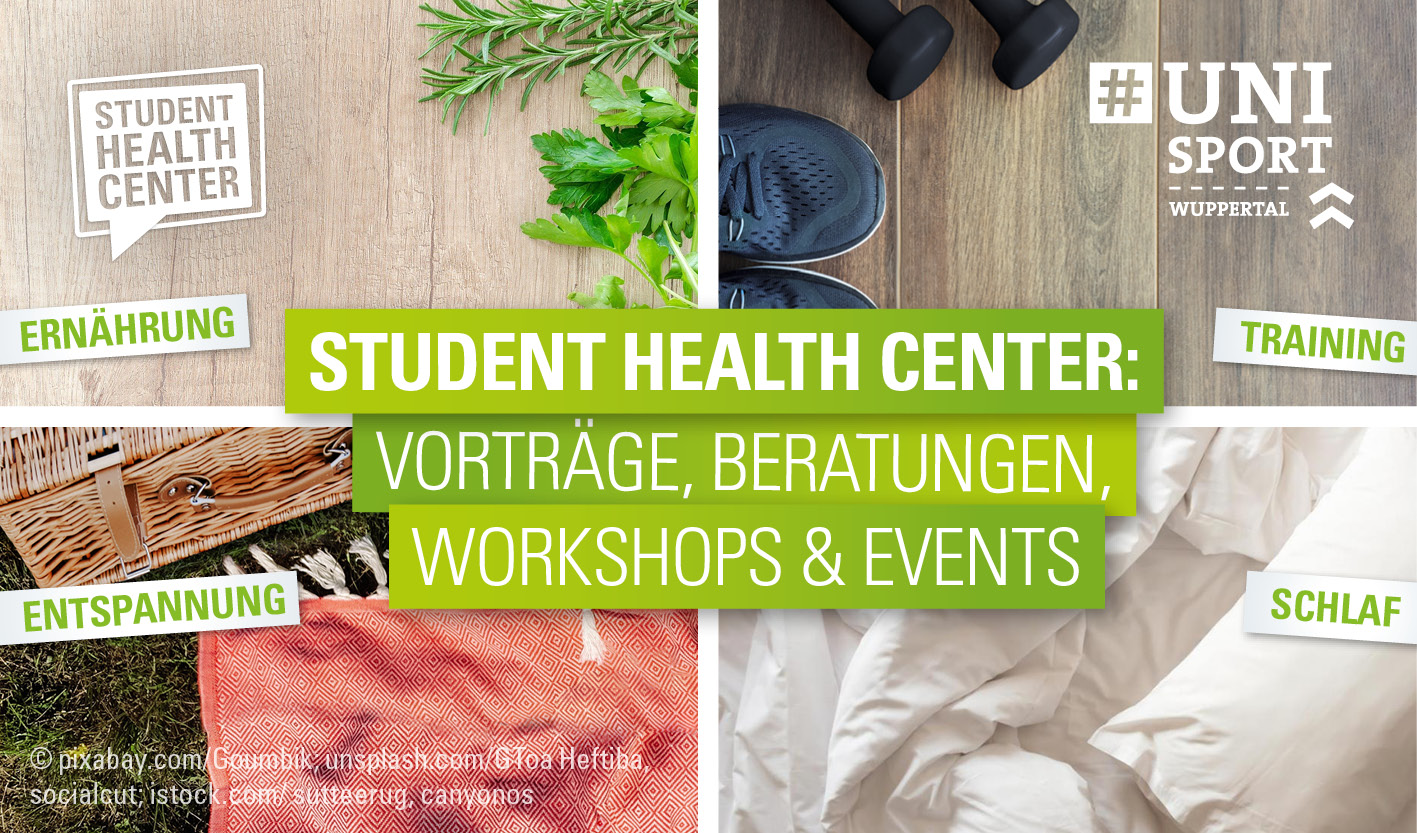 STUDENT
HEALTH
CENTER
#UNI
SPORT
WUPPERTAL
ERNÄHRUNG
TRAINING
STUDENT HEALTH CENTER:
VORTRÄGE, BERATUNGEN,
WORKSHOPS & EVENTS
ENTSPANNUNG
SCHLAF
© pixabay.com/Goumbik; unsplash.com/GToa Heftiba,
socialcut; istock.com/ sutteerug, canyonos